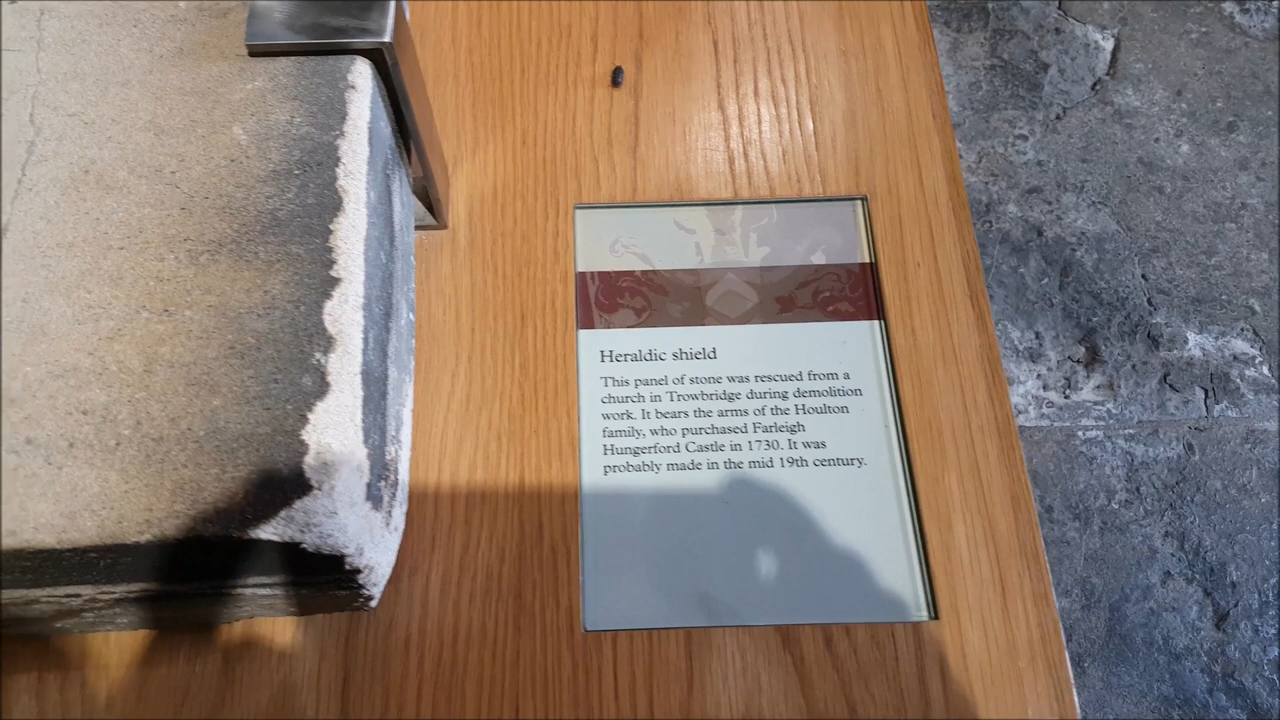 Heraldic shield
This panel of stone was rescued from a
church in Trowbridge during demolition
work. It bears the arms of the Houlton
family, who purchased Farleigh
Hungerford Castle in 1730. It was
probably made in the mid 19th century.